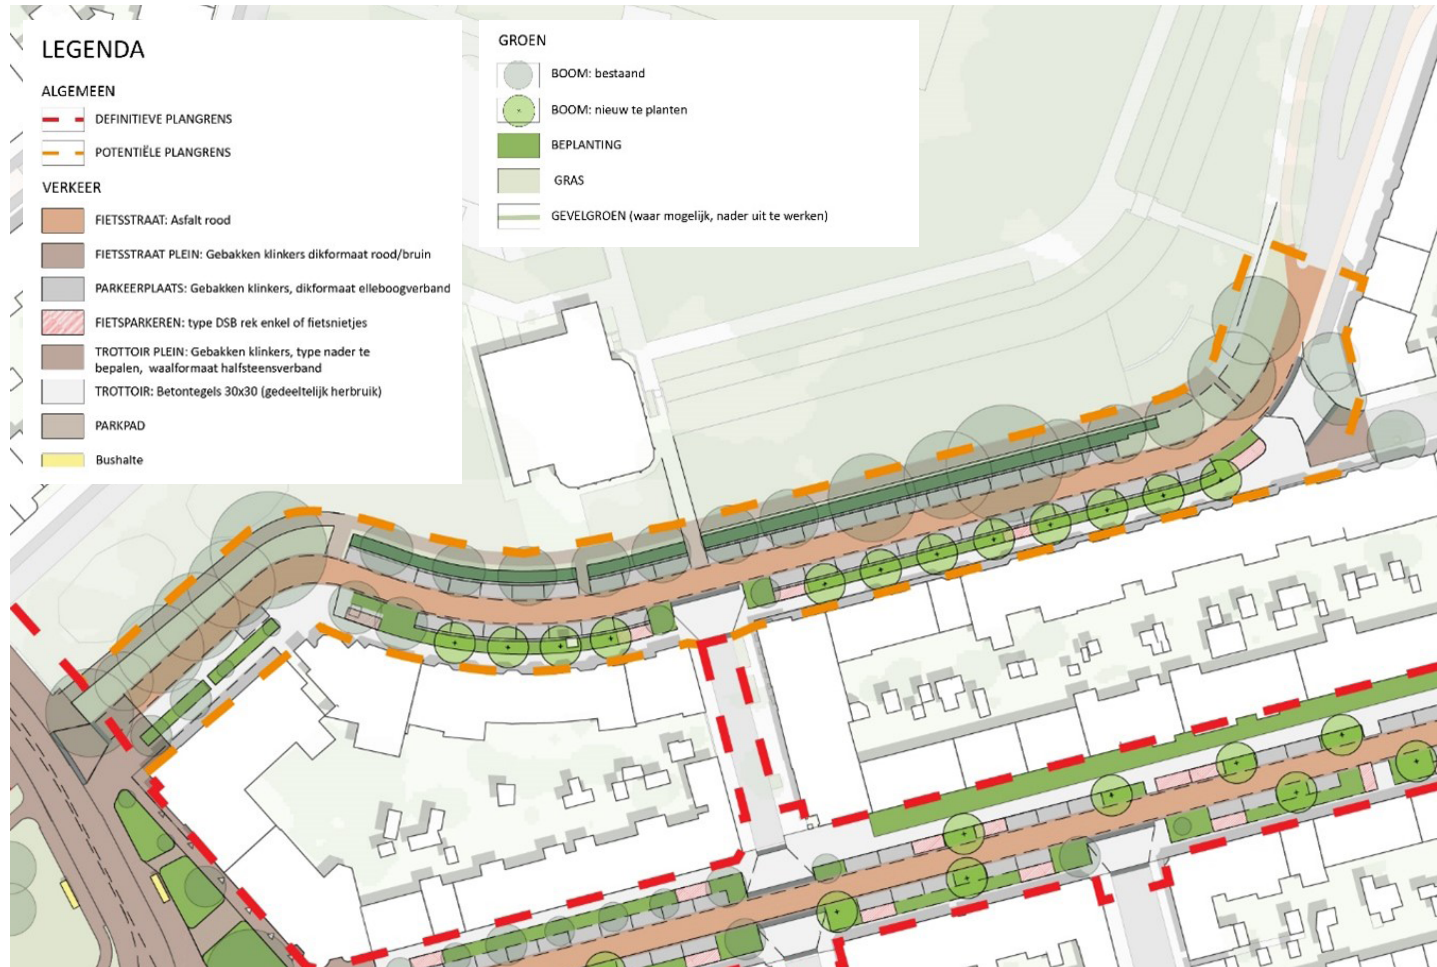 LEGENDA
ALGEMEEN
DEFINITIEVE PLANGRENS
POTENTIËLE PLANGRENS
VERKEER
FIETSSTRAAT: Asfalt rood
FIETSSTRAAT PLEIN: Gebakken klinkers dikformaat rood/bruin
PARKEERPLAATS: Gebakken klinkers, dikformaat elleboogverband
FIETSPARKEREN: type DSB rek enkel of fietsnietjes
TROTTOIR PLEIN: Gebakken klinkers, type nader te
bepalen, waalformaat halfsteensverband
TROTTOIR: Betontegels 30x30 (gedeeltelijk herbruik)
PARKPAD
Bushalte
GROEN
BOOM: bestaand
BOOM: nieuw te planten
BEPLANTING
GRAS
GEVELGROEN (waar mogelijk, nader uit te werken)